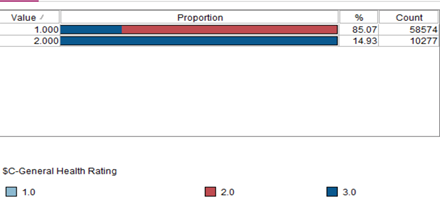 Value / Proportion % Count
1.000 85.07 58574
2.000 14.93 10277
$C-General Health Rating
1.0 2.0 3.0